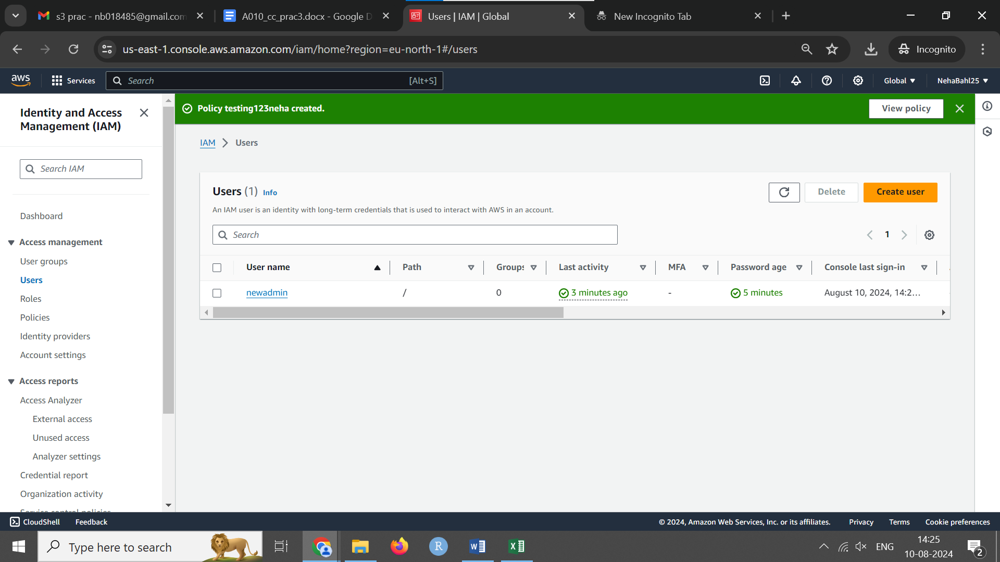 s3 prac - nb018485@gmail.com
A010_cc_prac3.docx - Google D
Users | IAM | Global
New Incognito Tab
us-east-1.console.aws.amazon.com/iam/home?region=eu-north-1#/users
Incognito
aws
Services
Search
[Alt+S]
Global
NehaBahl25
Identity and Access
Management (IAM)
Search IAM
Dashboard
Access management
User groups
Users
Roles
Policies
Identity providers
Account settings
Access reports
Access Analyzer
External access
Unused access
Analyzer settings
Credential report
Organization activity
Service control policies
Policy testing123neha created.
View policy
IAM
Users
Users (1) Info
Delete
Create user
An IAM user is an identity with long-term credentials that is used to interact with AWS in an account.
Search
1
User name
Path
Groups
Last activity
MFA
Password age
Console last sign-in
newadmin
/
0
3 minutes ago
-
5 minutes
August 10, 2024, 14:2...
CloudShell
Feedback
© 2024, Amazon Web Services, Inc. or its affiliates.
Privacy
Terms
Cookie preferences
Type here to search
R
W
X
ENG
14:25
10-08-2024
2